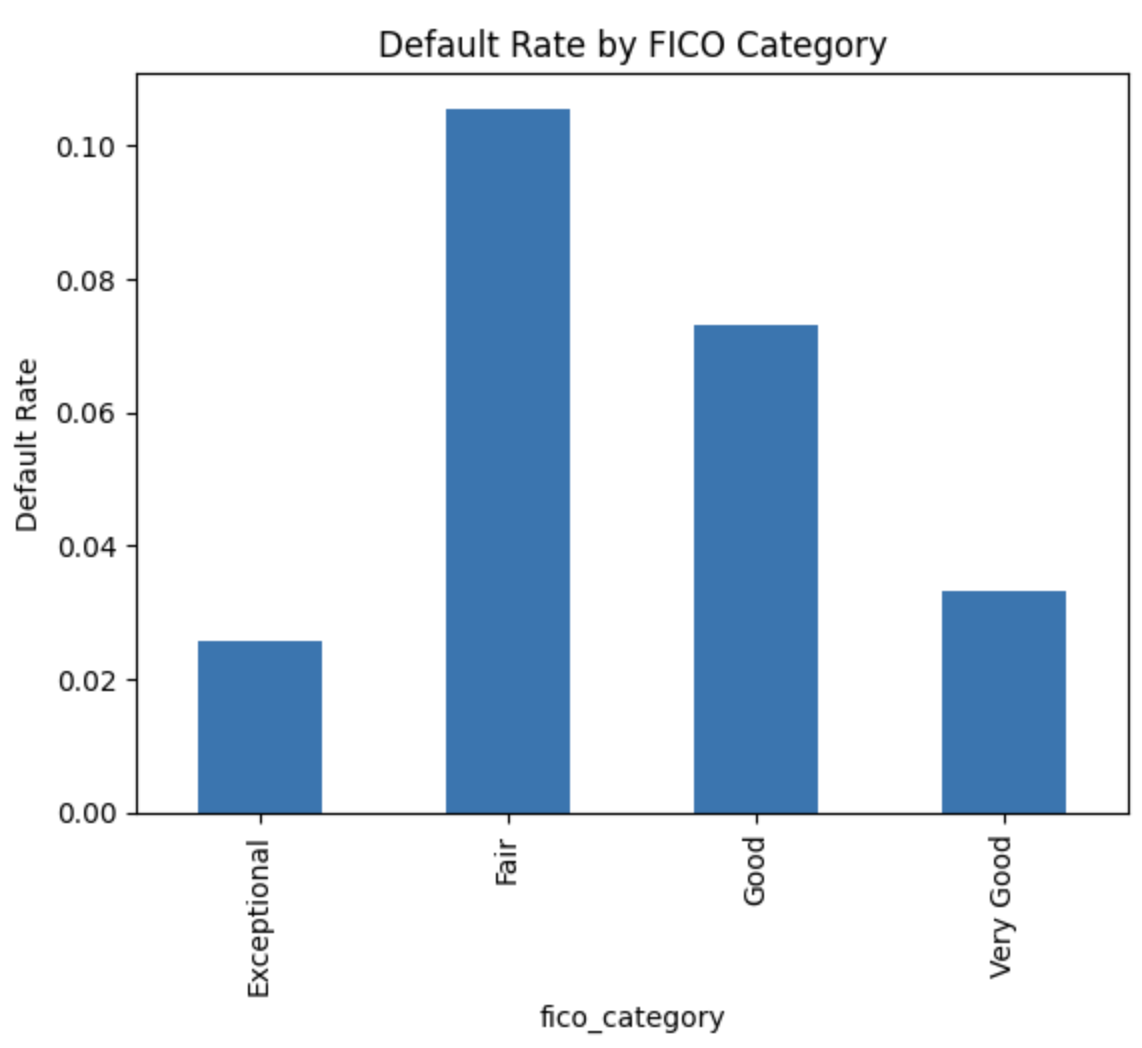 Default Rate by FICO Category
Default Rate
0.10
0.08
0.06
0.04
0.02
0.00
Exceptional
Fair
Good
Very Good
fico_category